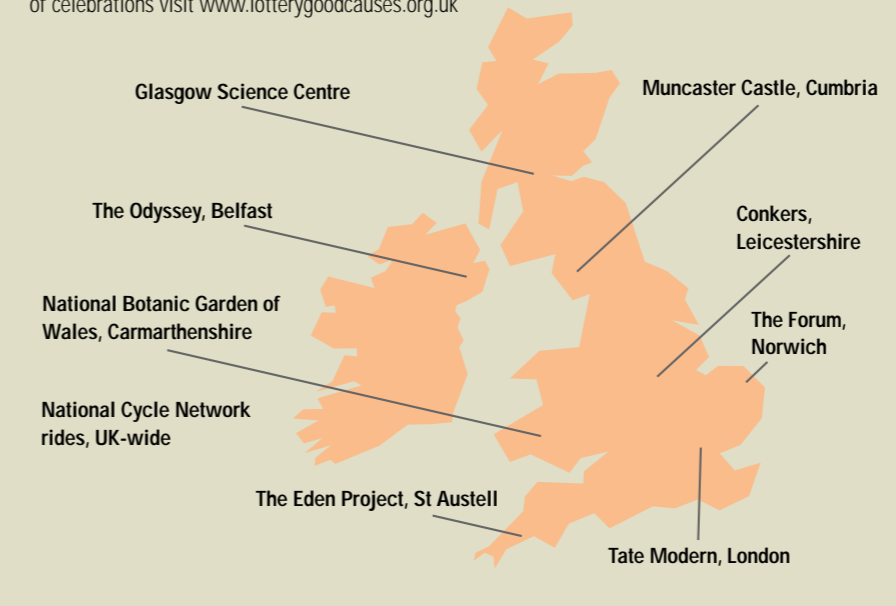 of celebrations visit www.lotterygoodcauses.org.uk
Glasgow Science Centre
Muncaster Castle, Cumbria
The Odyssey, Belfast
Conkers,
Leicestershire
National Botanic Garden of
Wales, Carmarthenshire
The Forum,
Norwich
National Cycle Network
rides, UK-wide
The Eden Project, St Austell
Tate Modern, London